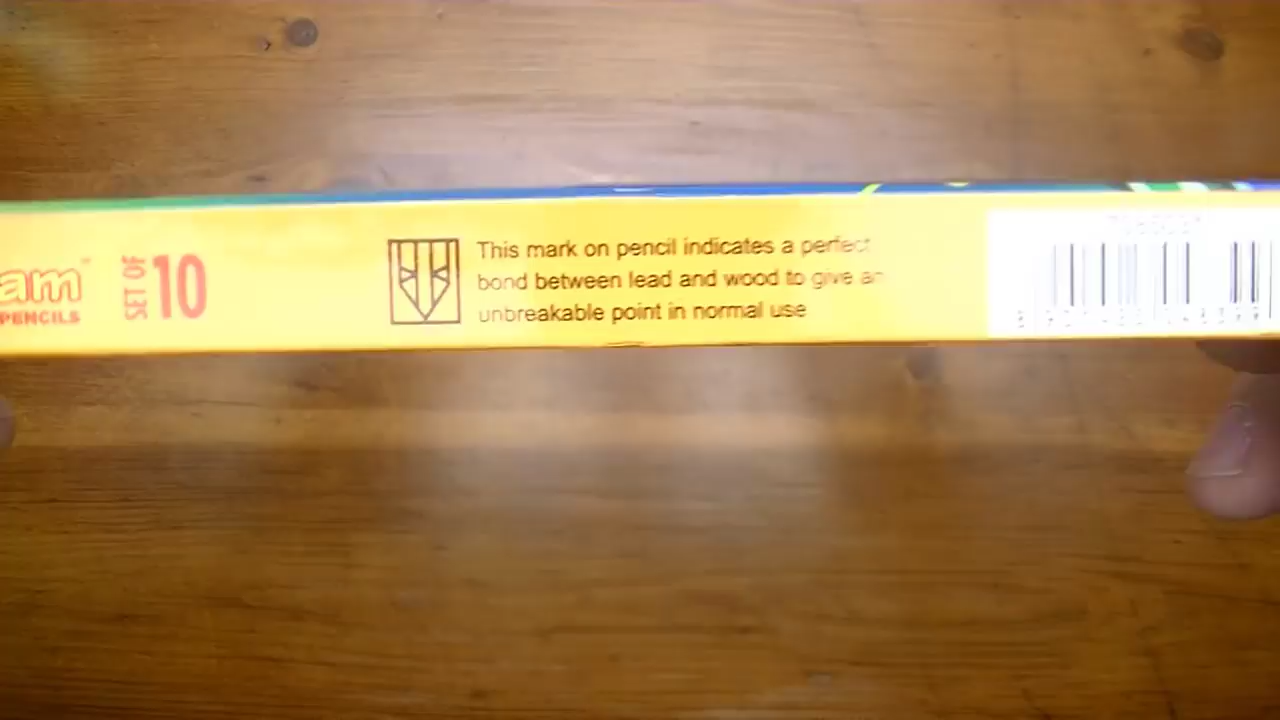 am
PENCILS
SET OF
10
This mark on pencil indicates a perfect
bond between lead and wood to give an
unbreakable point in normal use